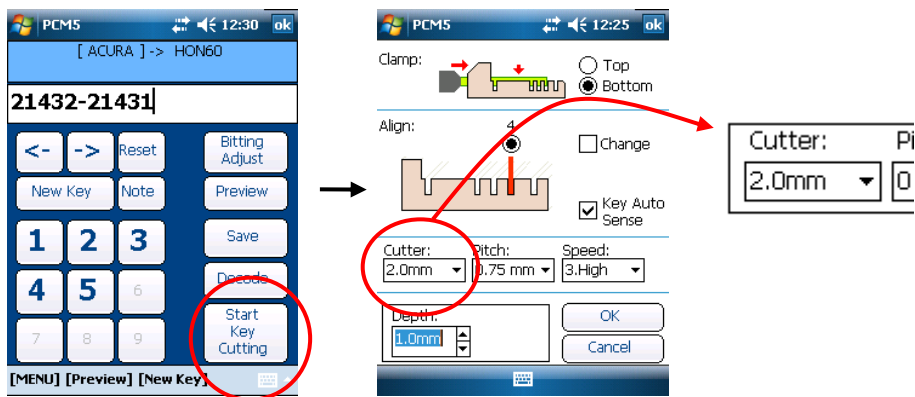 PCM5 12:30 ok
[ ACURA ] -> HON60
21432-21431
<- -> Reset Bitting Adjust
New Key Note Preview
1 2 3 Save
4 5 6 Decode
7 8 9 Start Key Cutting
[MENU] [Preview] [New Key]
PCM5 12:25 ok
Clamp: Top
Bottom
Align: 4 Change
Key Auto Sense
Cutter: Pitch: Speed:
2.0mm 0.75 mm 3.High
Depth: OK
1.0mm Cancel
Cutter: Pi
2.0mm 0